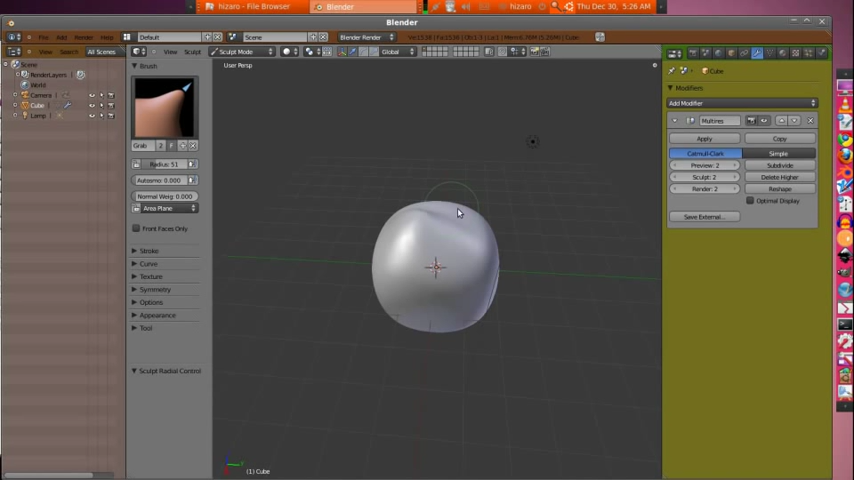 hizaro - File Browser
Blender
hizaro
Thu Dec 30, 5:26 AM
Blender
File Add Render Help
Default
Scene
Blender Render
View Search All Scenes
View Sculpt
Sculpt Mode
Global
Scene
RenderLayers
World
Camera
Cube
Lamp
Brush
Grab 2 F
Radius: 51
Autosmo: 0.000
Normal Weig: 0.000
Area Plane
Front Faces Only
Stroke
Curve
Texture
Symmetry
Options
Appearance
Tool
Sculpt Radial Control
User Persp
(1) Cube
Cube
Modifiers
Add Modifier
Multires
Apply Copy
Catmull-Clark Simple
Preview: 2 Subdivide
Sculpt: 2 Delete Higher
Render: 2 Reshape
Optimal Display
Save External...